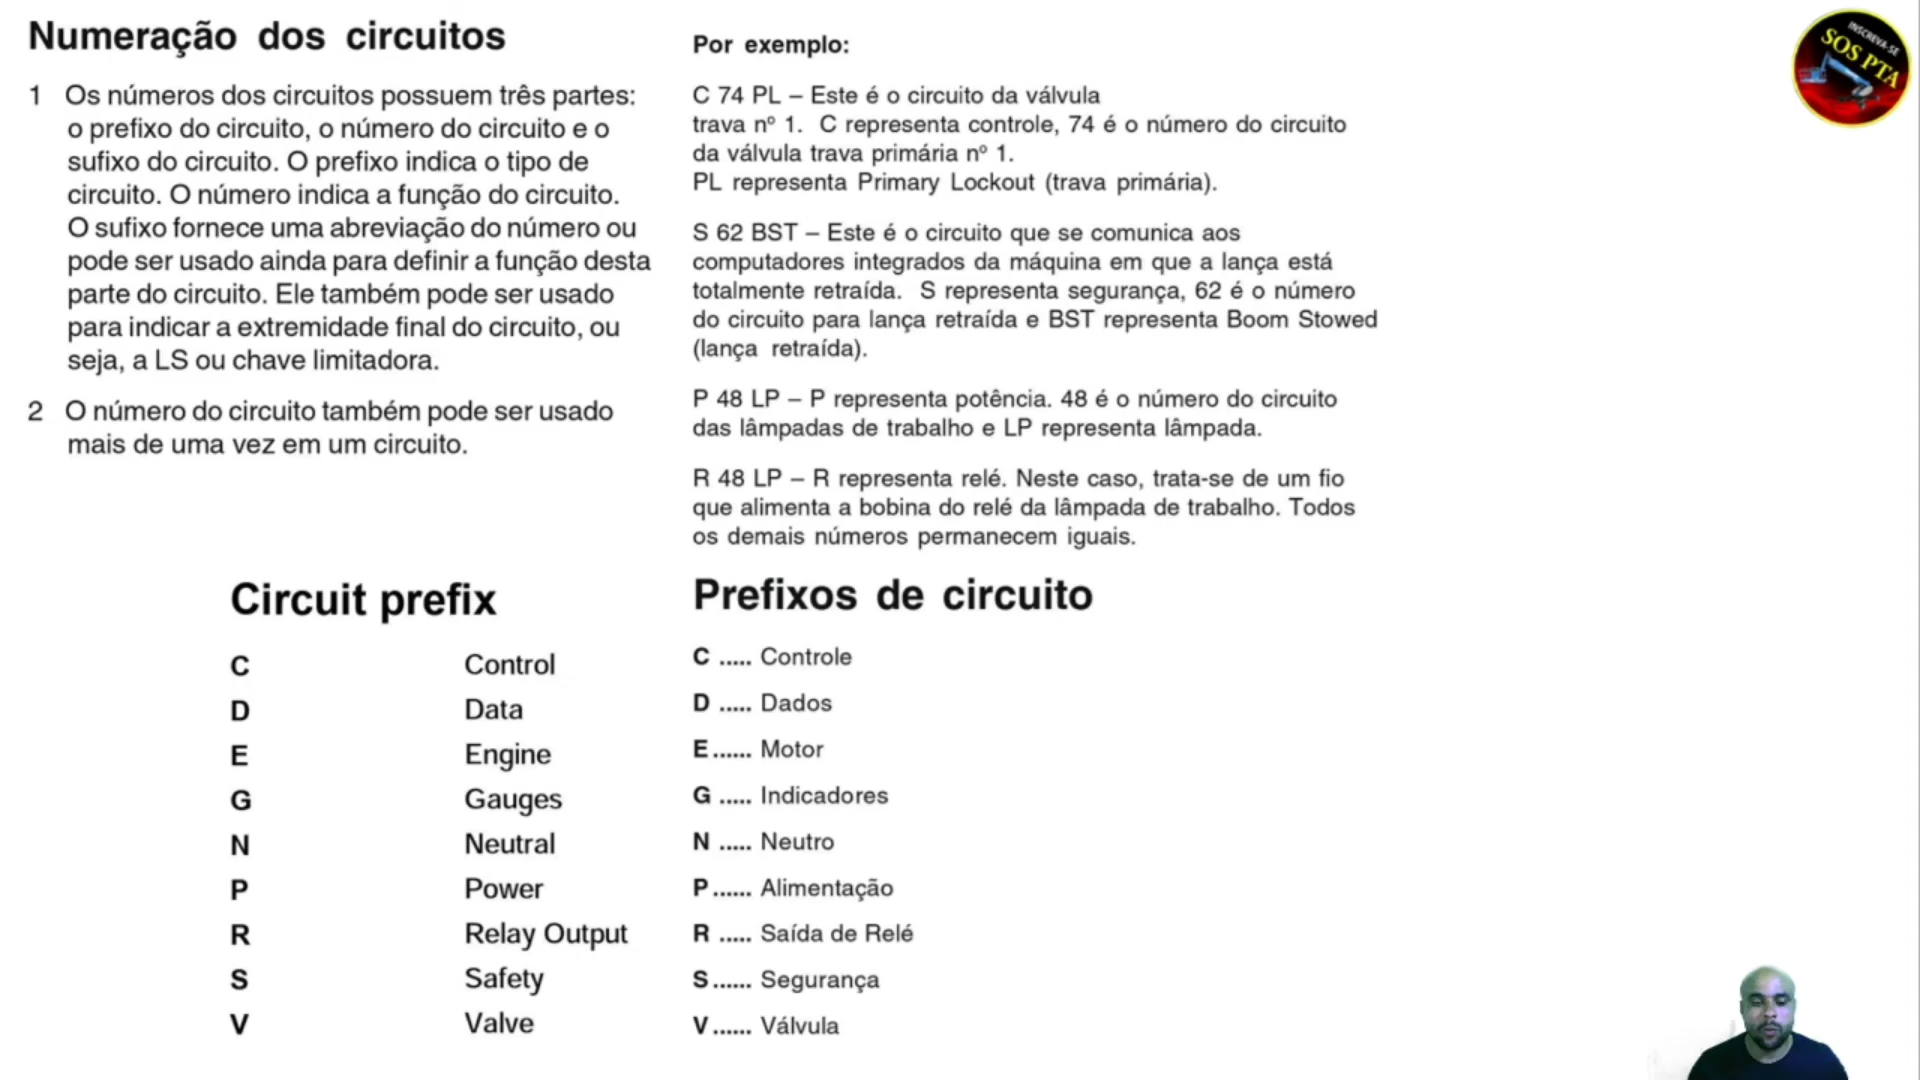 Numeração dos circuitos
1 Os números dos circuitos possuem três partes:
o prefixo do circuito, o número do circuito e o
sufixo do circuito. O prefixo indica o tipo de
circuito. O número indica a função do circuito.
O sufixo fornece uma abreviação do número ou
pode ser usado ainda para definir a função desta
parte do circuito. Ele também pode ser usado
para indicar a extremidade final do circuito, ou
seja, a LS ou chave limitadora.
2 O número do circuito também pode ser usado
mais de uma vez em um circuito.
Por exemplo:
C 74 PL – Este é o circuito da válvula
trava nº 1. C representa controle, 74 é o número do circuito
da válvula trava primária nº 1.
PL representa Primary Lockout (trava primária).
S 62 BST – Este é o circuito que se comunica aos
computadores integrados da máquina em que a lança está
totalmente retraída. S representa segurança, 62 é o número
do circuito para lança retraída e BST representa Boom Stowed
(lança retraída).
P 48 LP – P representa potência. 48 é o número do circuito
das lâmpadas de trabalho e LP representa lâmpada.
R 48 LP – R representa relé. Neste caso, trata-se de um fio
que alimenta a bobina do relé da lâmpada de trabalho. Todos
os demais números permanecem iguais.
Circuit prefix
C Control
D Data
E Engine
G Gauges
N Neutral
P Power
R Relay Output
S Safety
V Valve
Prefixos de circuito
C ..... Controle
D ..... Dados
E...... Motor
G ..... Indicadores
N ..... Neutro
P...... Alimentação
R ..... Saída de Relé
S...... Segurança
V...... Válvula
INSCREVA-SE
SOS PTA